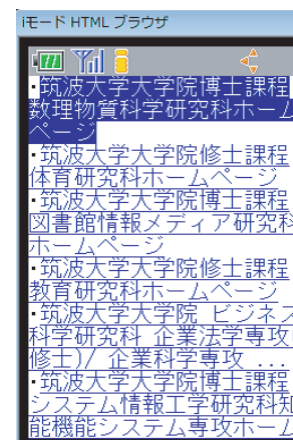 iモード HTML ブラウザ
・筑波大学大学院博士課程
数理物質科学研究科ホーム
ページ
・筑波大学大学院修士課程
体育研究科ホームページ
・筑波大学大学院博士課程
図書館情報メディア研究科
ホームページ
・筑波大学大学院修士課程
教育研究科ホームページ
・筑波大学大学院 ビジネス
科学研究科 企業法学専攻
修士)/ 企業科学専攻 ...
・筑波大学大学院博士課程
システム情報工学研究科知
能機能システム専攻ホーム